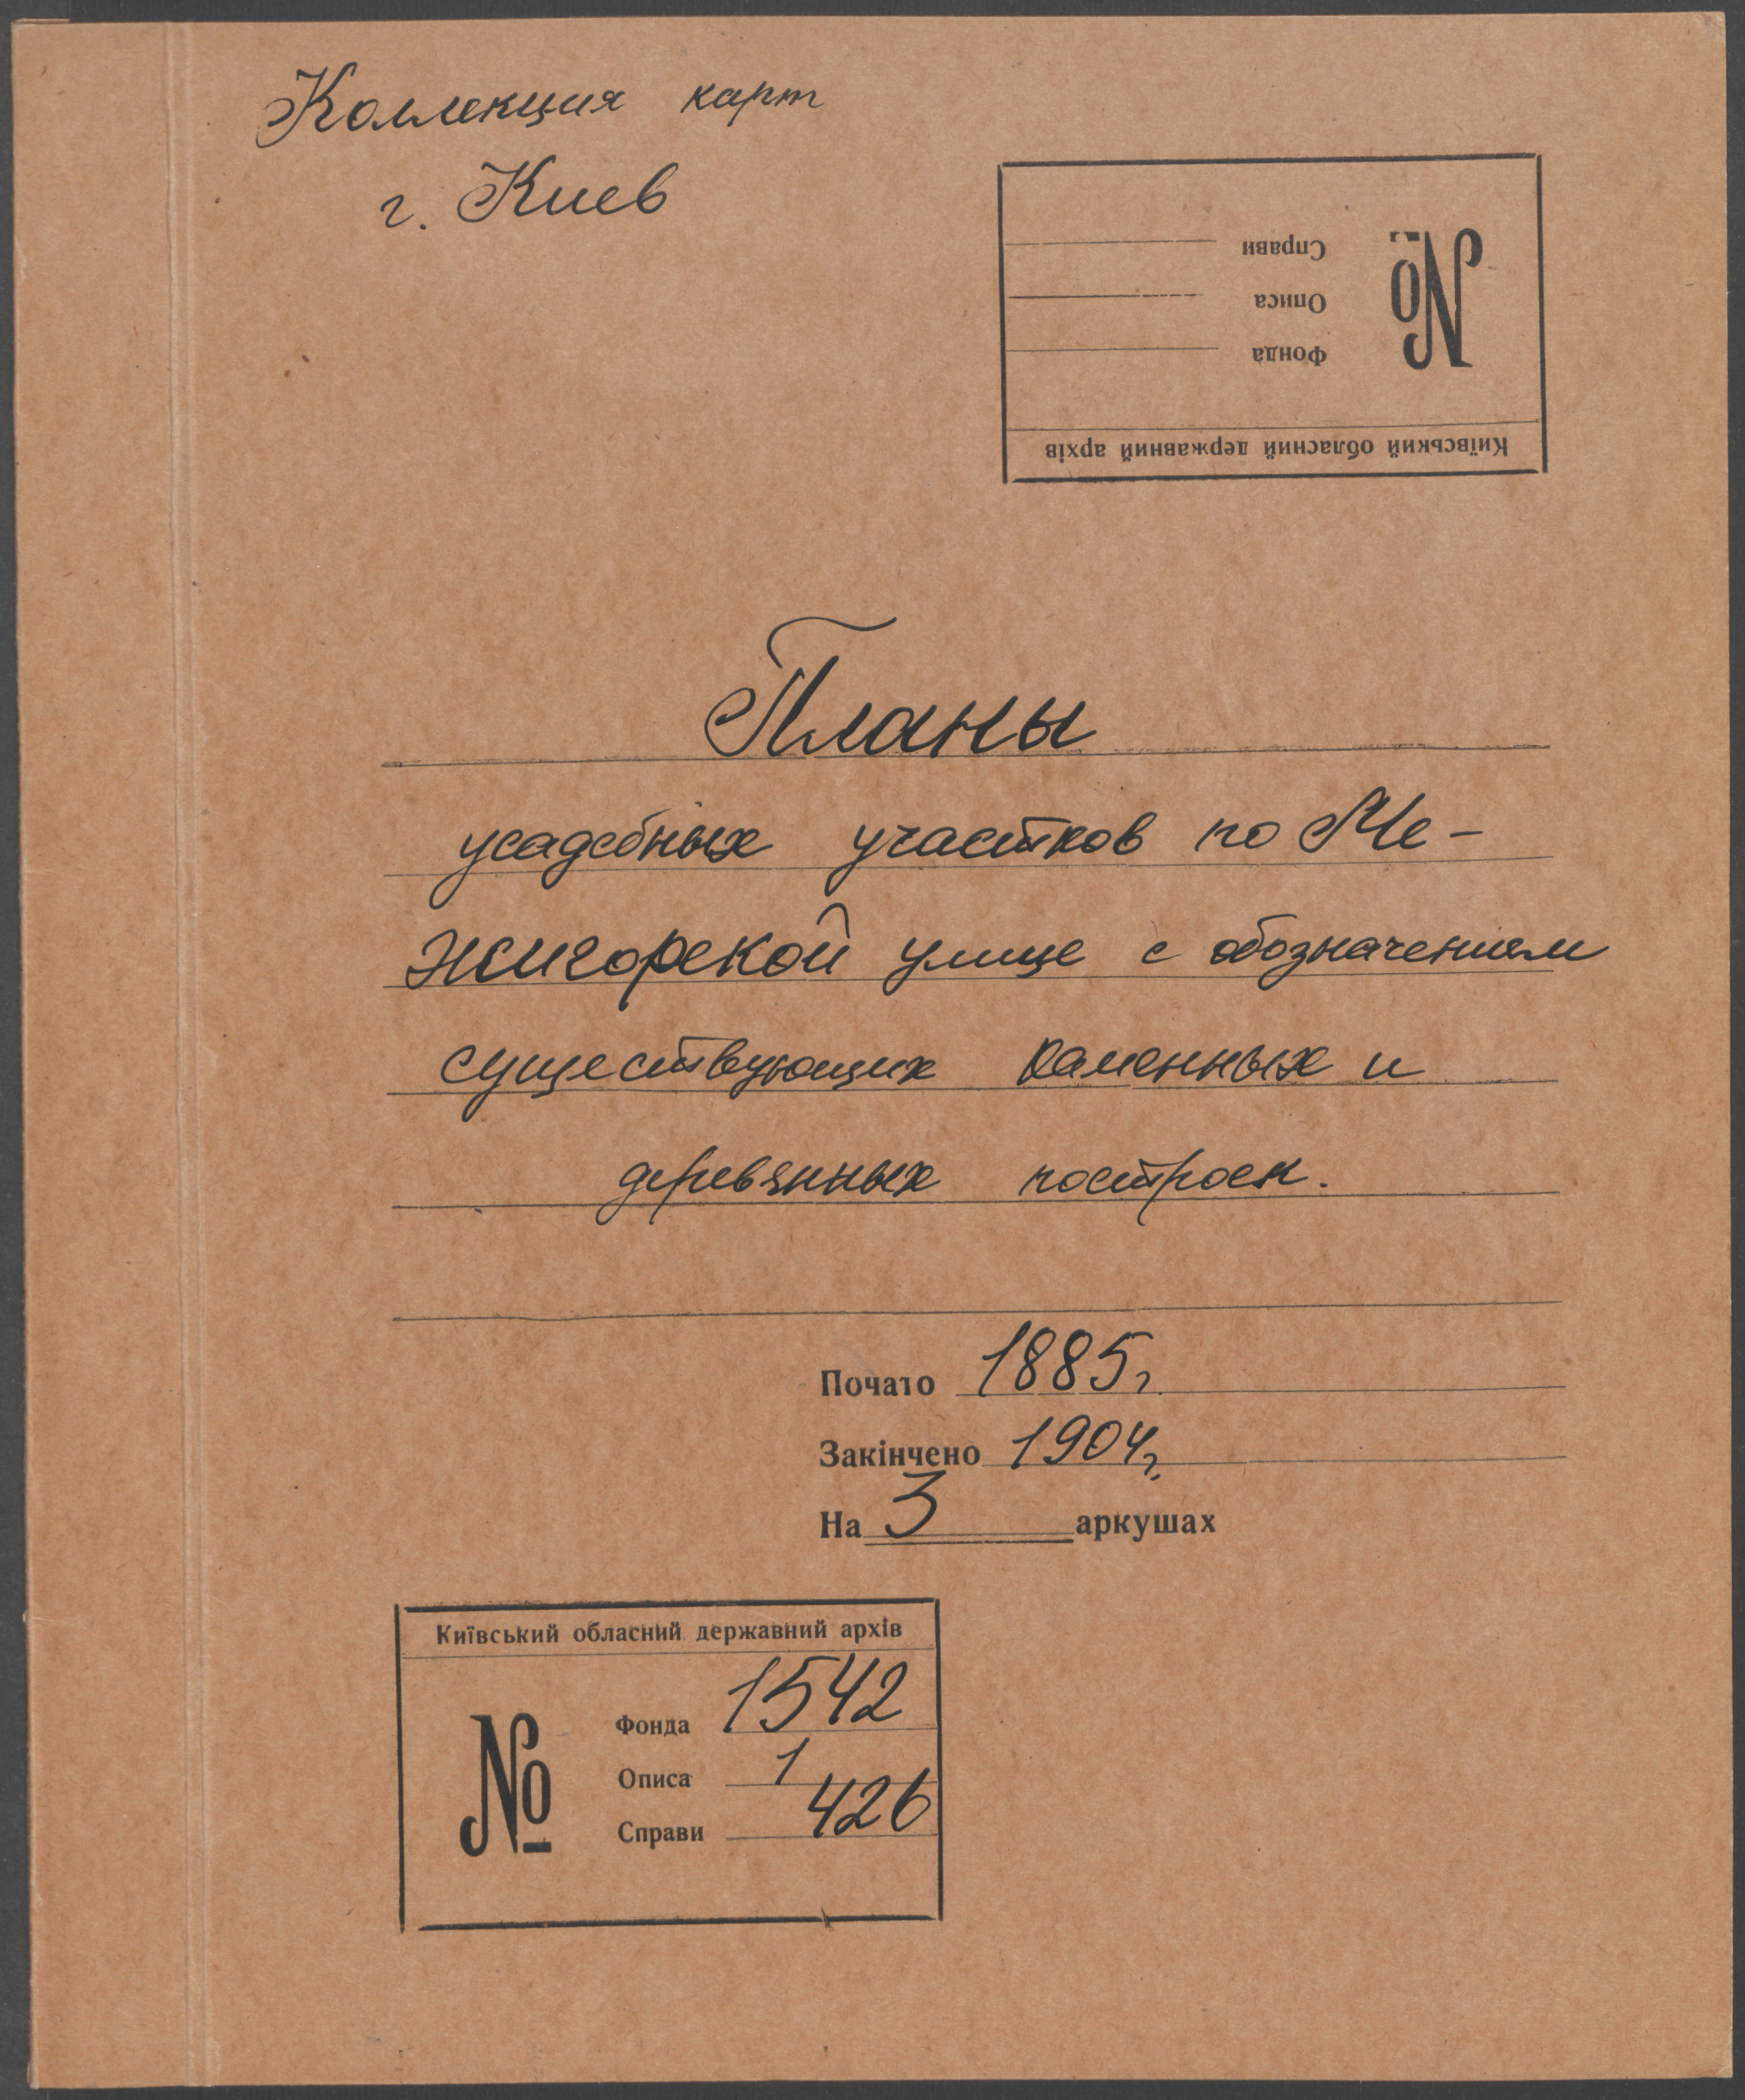 Коллекция карт
г. Киев
Київський обласний державний архів
№
Фонда
Описа
Справи
Планы
усадебных участков по Ме-
жигорской улице с обозначением
существующих каменных и
деревянных построек.
Почато 1885г.
Закінчено 1904г.
На 3 аркушах
Київський обласний державний архів
№
Фонда 1542
Описа 1
Справи 426